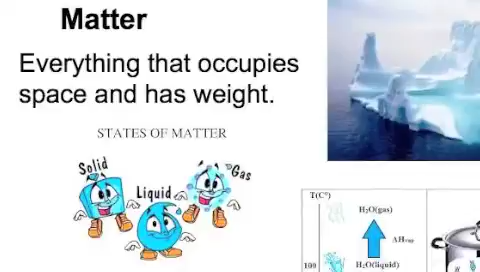 Matter
Everything that occupies
space and has weight.
STATES OF MATTER
Solid
Liquid
Gas
T(C°)
H₂O(gas)
ΔHvap
100
H₂O(liquid)